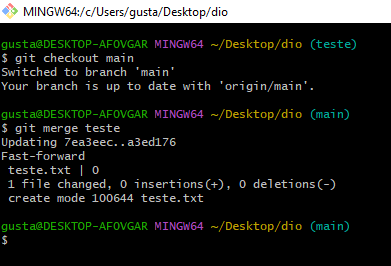 MINGW64:/c/Users/gusta/Desktop/dio
gusta@DESKTOP-AFOVGAR MINGW64 ~/Desktop/dio (teste)
$ git checkout main
Switched to branch 'main'
Your branch is up to date with 'origin/main'.
gusta@DESKTOP-AFOVGAR MINGW64 ~/Desktop/dio (main)
$ git merge teste
Updating 7ea3eec..a3ed176
Fast-forward
 teste.txt | 0
 1 file changed, 0 insertions(+), 0 deletions(-)
 create mode 100644 teste.txt
gusta@DESKTOP-AFOVGAR MINGW64 ~/Desktop/dio (main)
$